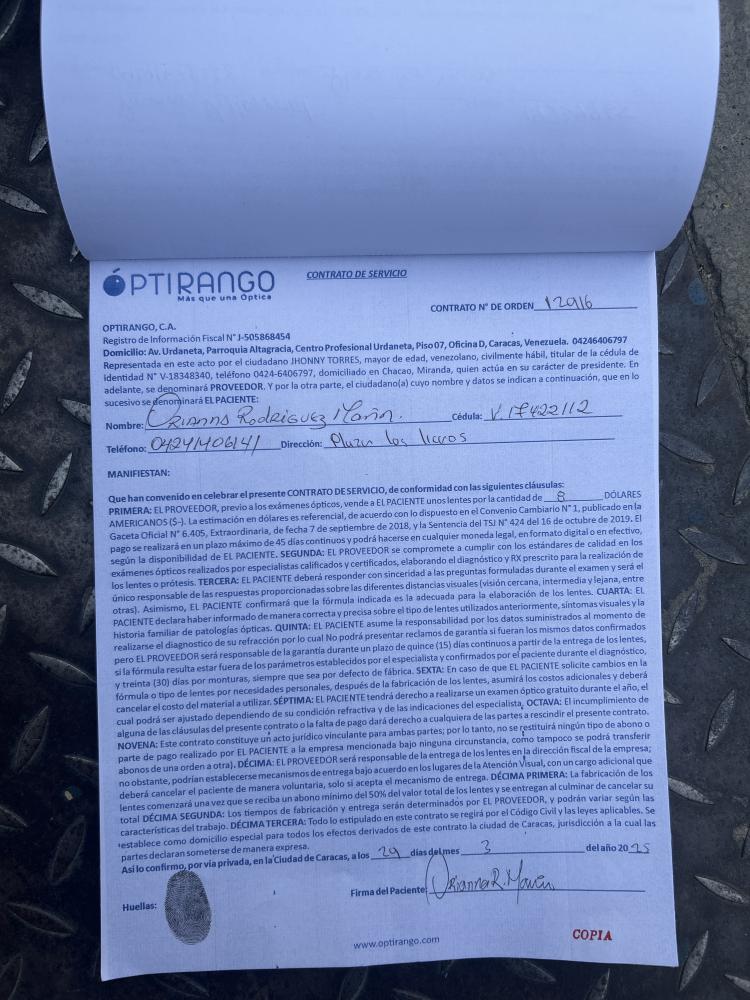 OPTIRANGO
Más que una Óptica
CONTRATO DE SERVICIO
CONTRATO N° DE ORDEN 12916
OPTIRANGO, C.A.
Registro de Información Fiscal N° J-505868454
Domicilio: Av. Urdaneta, Parroquia Altagracia, Centro Profesional Urdaneta, Piso 07, Oficina D, Caracas, Venezuela. 04246406797
Representada en este acto por el ciudadano JHONNY TORRES, mayor de edad, venezolano, civilmente hábil, titular de la cédula de
identidad N° V-18348340, teléfono 0424-6406797, domiciliado en Chacao, Miranda, quien actúa en su carácter de presidente. En
adelante, se denominará PROVEEDOR. Y por la otra parte, el ciudadano(a) cuyo nombre y datos se indican a continuación, que en lo
sucesivo se denominará EL PACIENTE:
Nombre: Orianna Rodriguez Marin. Cédula: V. 17422112
Teléfono: 04241406141 Dirección: Plaza los
MANIFIESTAN:
Que han convenido en celebrar el presente CONTRATO DE SERVICIO, de conformidad con las siguientes cláusulas:
PRIMERA: EL PROVEEDOR, previo a los exámenes ópticos, vende a EL PACIENTE unos lentes por la cantidad de 8 DÓLARES
AMERICANOS ($-). La estimación en dólares es referencial, de acuerdo con lo dispuesto en el Convenio Cambiario N° 1, publicado en la
Gaceta Oficial N° 6.405, Extraordinaria, de fecha 7 de septiembre de 2018, y la Sentencia del TSJ N° 424 del 16 de octubre de 2019. El
pago se realizará en un plazo máximo de 45 días continuos y podrá hacerse en cualquier moneda legal, en formato digital o en efectivo,
según la disponibilidad de EL PACIENTE. SEGUNDA: EL PROVEEDOR se compromete a cumplir con los estándares de calidad en los
exámenes ópticos realizados por especialistas calificados y certificados, elaborando el diagnóstico y RX prescrito para la realización de
los lentes o prótesis. TERCERA: EL PACIENTE deberá responder con sinceridad a las preguntas formuladas durante el examen y será el
único responsable de las respuestas proporcionadas sobre las diferentes distancias visuales (visión cercana, intermedia y lejana, entre
otras). Asimismo, EL PACIENTE confirmará que la fórmula indicada es la adecuada para la elaboración de los lentes. CUARTA: EL
PACIENTE declara haber informado de manera correcta y precisa sobre el tipo de lentes utilizados anteriormente, síntomas visuales y la
historia familiar de patologías ópticas. QUINTA: EL PACIENTE asume la responsabilidad por los datos suministrados al momento de
realizarse el diagnostico de su refracción por lo cual No podrá presentar reclamos de garantía si fueran los mismos datos confirmados
pero EL PROVEEDOR será responsable de la garantía durante un plazo de quince (15) días continuos a partir de la entrega de los lentes,
si la fórmula resulta estar fuera de los parámetros establecidos por el especialista y confirmados por el paciente durante el diagnóstico,
y treinta (30) días por monturas, siempre que sea por defecto de fábrica. SEXTA: En caso de que EL PACIENTE solicite cambios en la
fórmula o tipo de lentes por necesidades personales, después de la fabricación de los lentes, asumirá los costos adicionales y deberá
cancelar el costo del material a utilizar. SÉPTIMA: EL PACIENTE tendrá derecho a realizarse un examen óptico gratuito durante el año, el
cual podrá ser ajustado dependiendo de su condición refractiva y de las indicaciones del especialista. OCTAVA: El incumplimiento de
alguna de las cláusulas del presente contrato o la falta de pago dará derecho a cualquiera de las partes a rescindir el presente contrato.
NOVENA: Este contrato constituye un acto jurídico vinculante para ambas partes; por lo tanto, no se restituirá ningún tipo de abono o
parte de pago realizado por EL PACIENTE a la empresa mencionada bajo ninguna circunstancia, como tampoco se podrá transferir
abonos de una orden a otra). DÉCIMA: EL PROVEEDOR será responsable de la entrega de los lentes en la dirección fiscal de la empresa;
no obstante, podrían establecerse mecanismos de entrega bajo acuerdo en los lugares de la Atención Visual, con un cargo adicional que
deberá cancelar el paciente de manera voluntaria, solo si acepta el mecanismo de entrega. DÉCIMA PRIMERA: La fabricación de los
lentes comenzará una vez que se reciba un abono mínimo del 50% del valor total de los lentes y se entregan al culminar de cancelar su
total DÉCIMA SEGUNDA: Los tiempos de fabricación y entrega serán determinados por EL PROVEEDOR, y podrán variar según las
características del trabajo. DÉCIMA TERCERA: Todo lo estipulado en este contrato se regirá por el Código Civil y las leyes aplicables. Se
establece como domicilio especial para todos los efectos derivados de este contrato la ciudad de Caracas, jurisdicción a la cual las
partes declaran someterse de manera expresa.
Así lo confirmo, por vía privada, en la Ciudad de Caracas, a los 29 días del mes 3 del año 2025
Huellas:
Firma del Paciente: Orianna R. Marin
www.optirango.com
COPIA